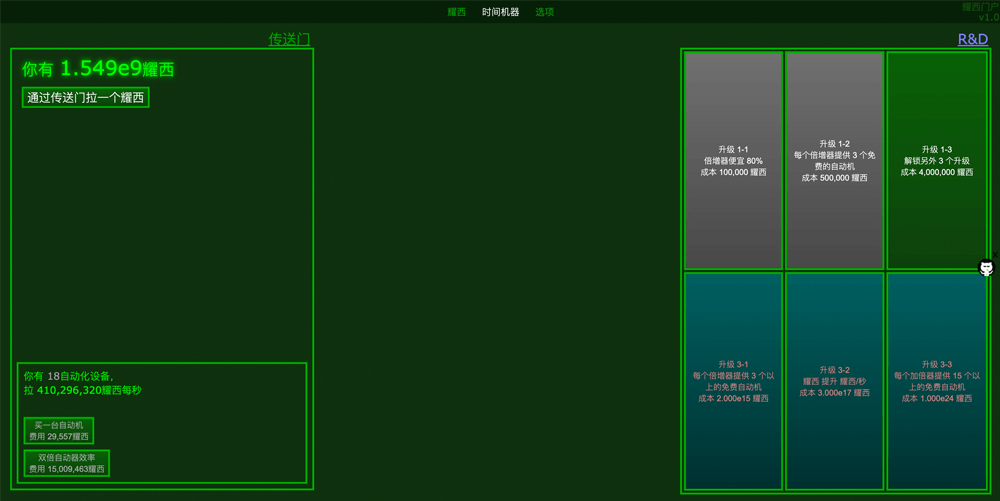 耀西 时间机器 选项
耀西门户
v1.0
传送门
你有 1.549e9耀西
通过传送门拉一个耀西
你有 18自动化设备,
拉 410,296,320耀西每秒
买一台自动机
费用 29,557耀西
双倍自动器效率
费用 15,009,463耀西
R&D
升级 1-1
倍增器便宜 80%
成本 100,000 耀西
升级 1-2
每个倍增器提供 3 个免
费的自动机
成本 500,000 耀西
升级 1-3
解锁另外 3 个升级
成本 4,000,000 耀西
升级 3-1
每个倍增器提供 3 个以
上的免费自动机
成本 2.000e15 耀西
升级 3-2
耀西 提升 耀西/秒
成本 3.000e17 耀西
升级 3-3
每个加倍器提供 15 个以
上的免费自动机
成本 1.000e24 耀西